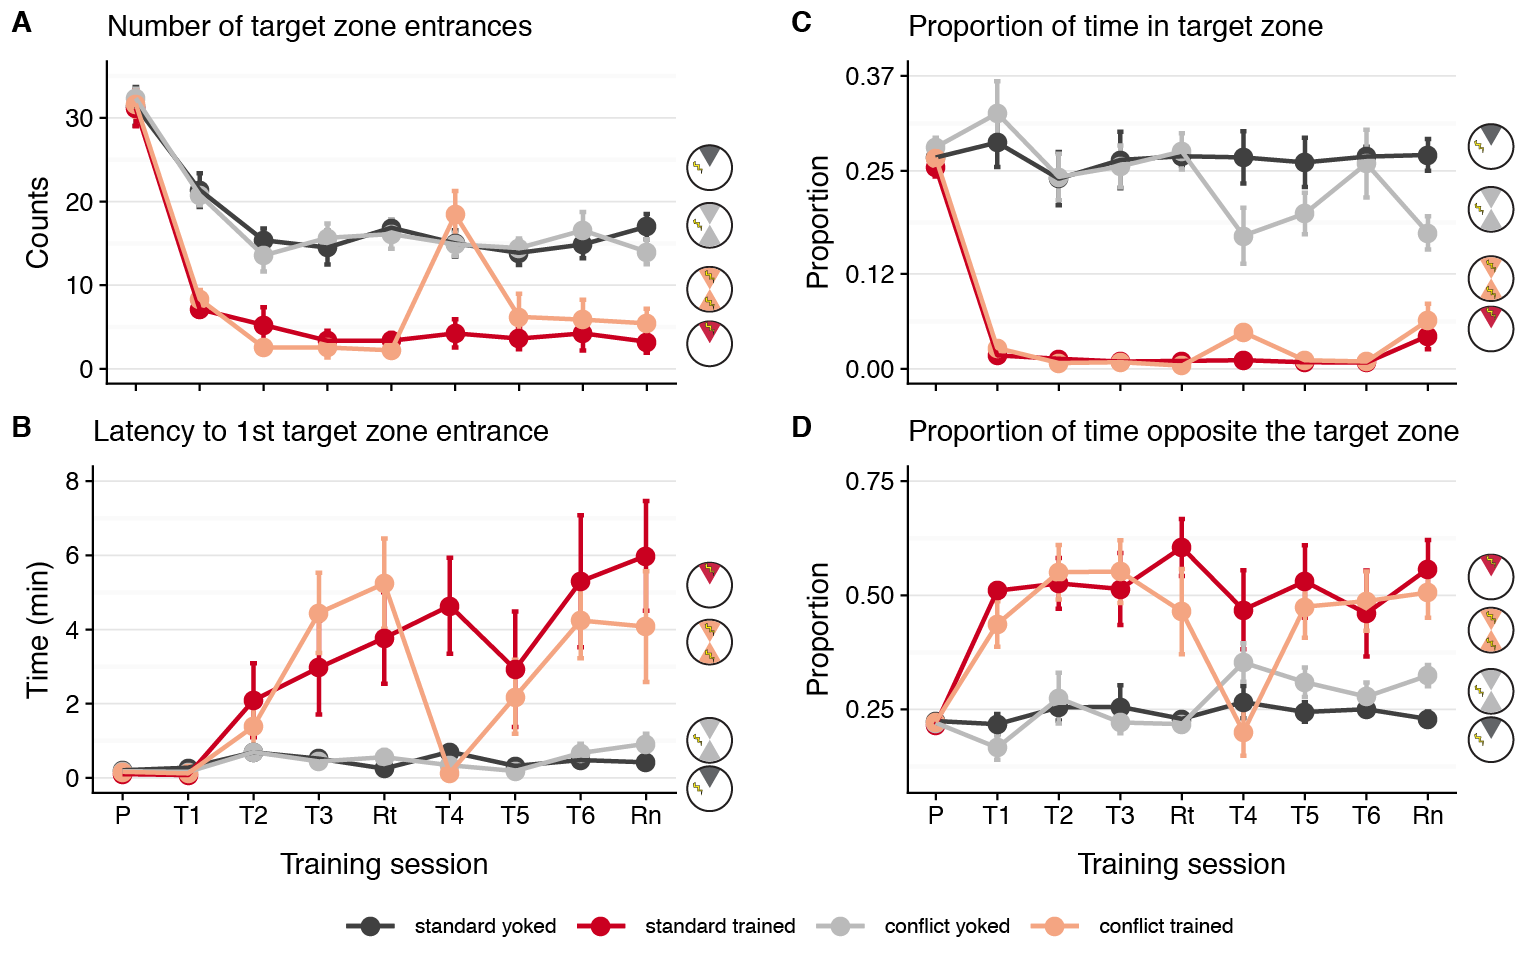 A
Number of target zone entrances
Counts
30
20
10
0
C
Proportion of time in target zone
Proportion
0.37
0.25
0.12
0.00
B
Latency to 1st target zone entrance
Time (min)
8
6
4
2
0
P T1 T2 T3 Rt T4 T5 T6 Rn
Training session
D
Proportion of time opposite the target zone
Proportion
0.75
0.50
0.25
P T1 T2 T3 Rt T4 T5 T6 Rn
Training session
standard yoked standard trained conflict yoked conflict trained